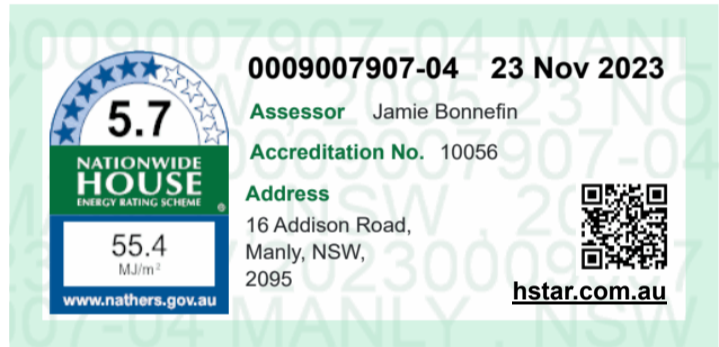 0009007907-04 23 Nov 2023
5.7
Assessor Jamie Bonnefin
NATIONWIDE
HOUSE
ENERGY RATING SCHEME
Accreditation No. 10056
Address
16 Addison Road,
Manly, NSW,
2095
55.4
MJ/m²
www.nathers.gov.au
hstar.com.au